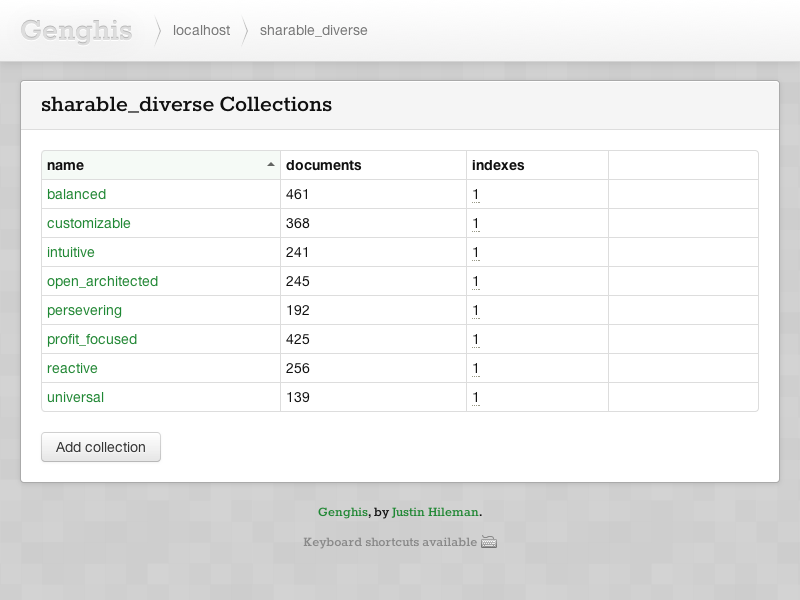 Genghis localhost sharable_diverse
sharable_diverse Collections
name documents indexes
balanced 461 1
customizable 368 1
intuitive 241 1
open_architected 245 1
persevering 192 1
profit_focused 425 1
reactive 256 1
universal 139 1
Add collection
Genghis, by Justin Hileman.
Keyboard shortcuts available